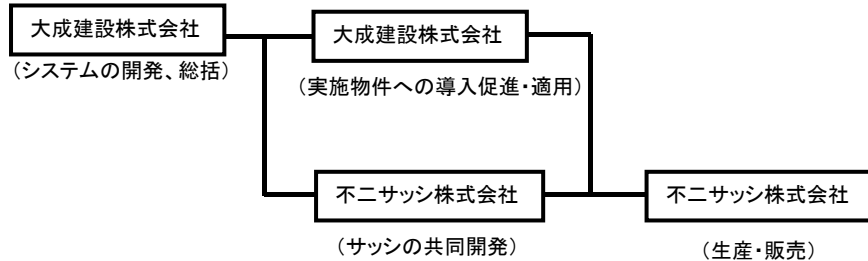 大成建設株式会社
（システムの開発、総括）
大成建設株式会社
（実施物件への導入促進・適用）
不二サッシ株式会社
（サッシの共同開発）
不二サッシ株式会社
（生産・販売）